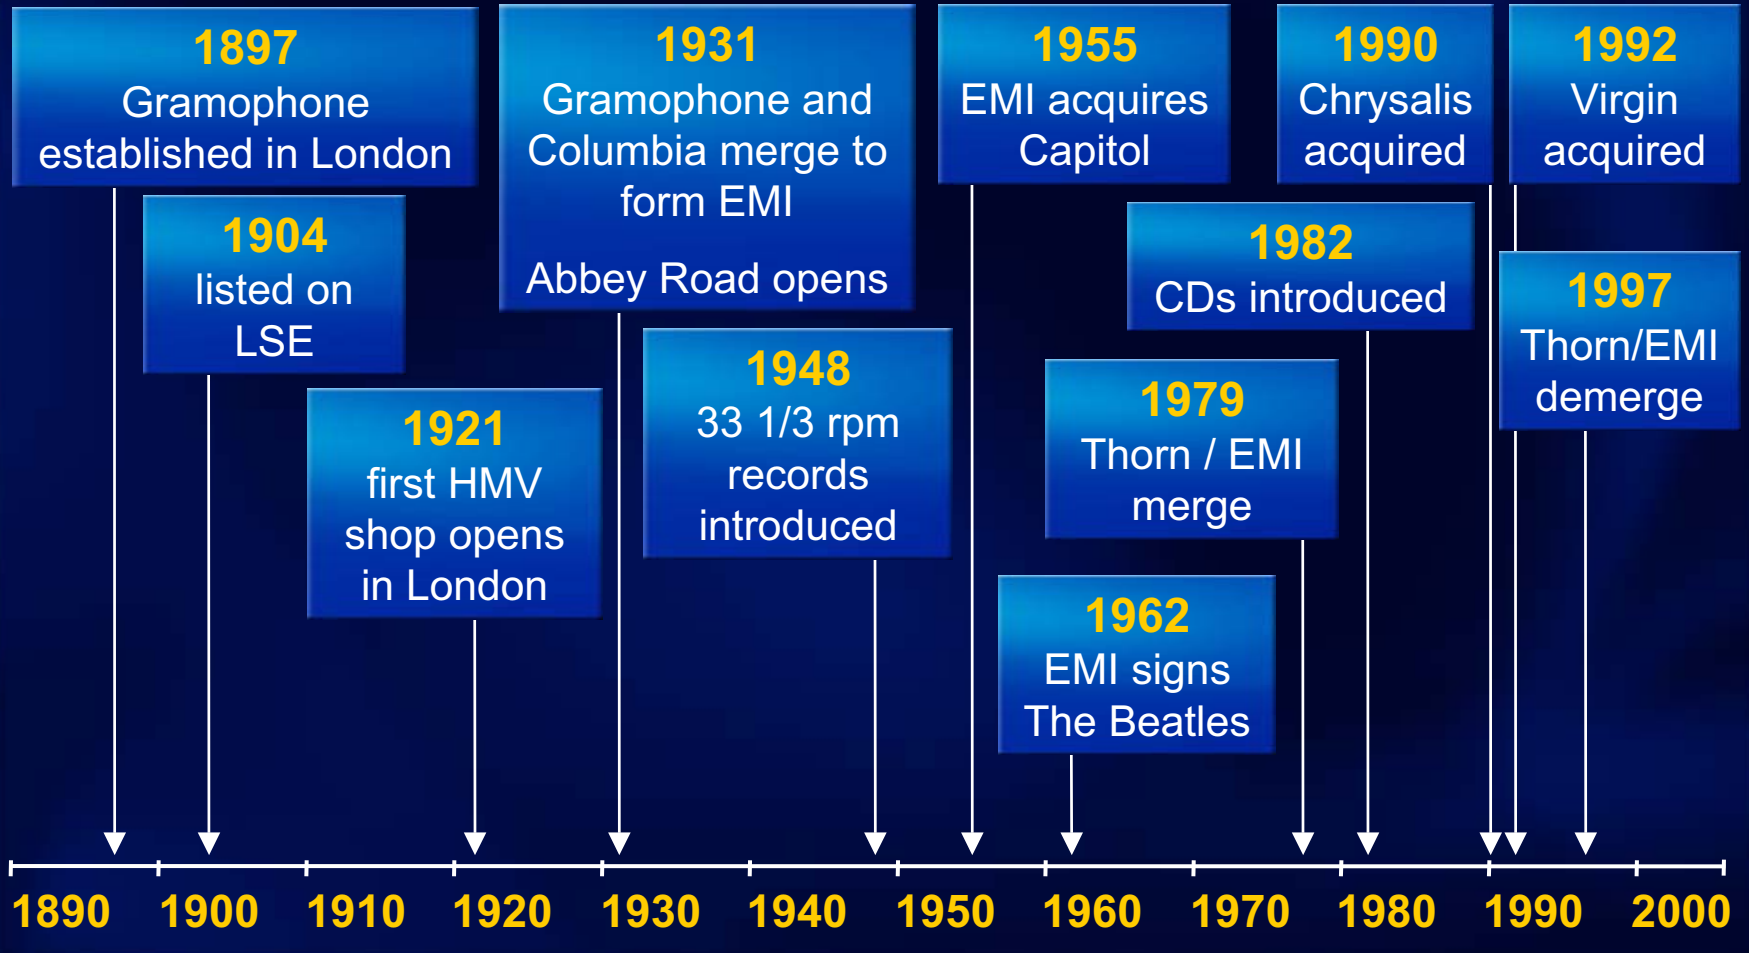 1897
Gramophone
established in London
1904
listed on
LSE
1921
first HMV
shop opens
in London
1931
Gramophone and
Columbia merge to
form EMI
Abbey Road opens
1948
33 1/3 rpm
records
introduced
1955
EMI acquires
Capitol
1962
EMI signs
The Beatles
1979
Thorn / EMI
merge
1982
CDs introduced
1990
Chrysalis
acquired
1992
Virgin
acquired
1997
Thorn/EMI
demerge
1890 1900 1910 1920 1930 1940 1950 1960 1970 1980 1990 2000